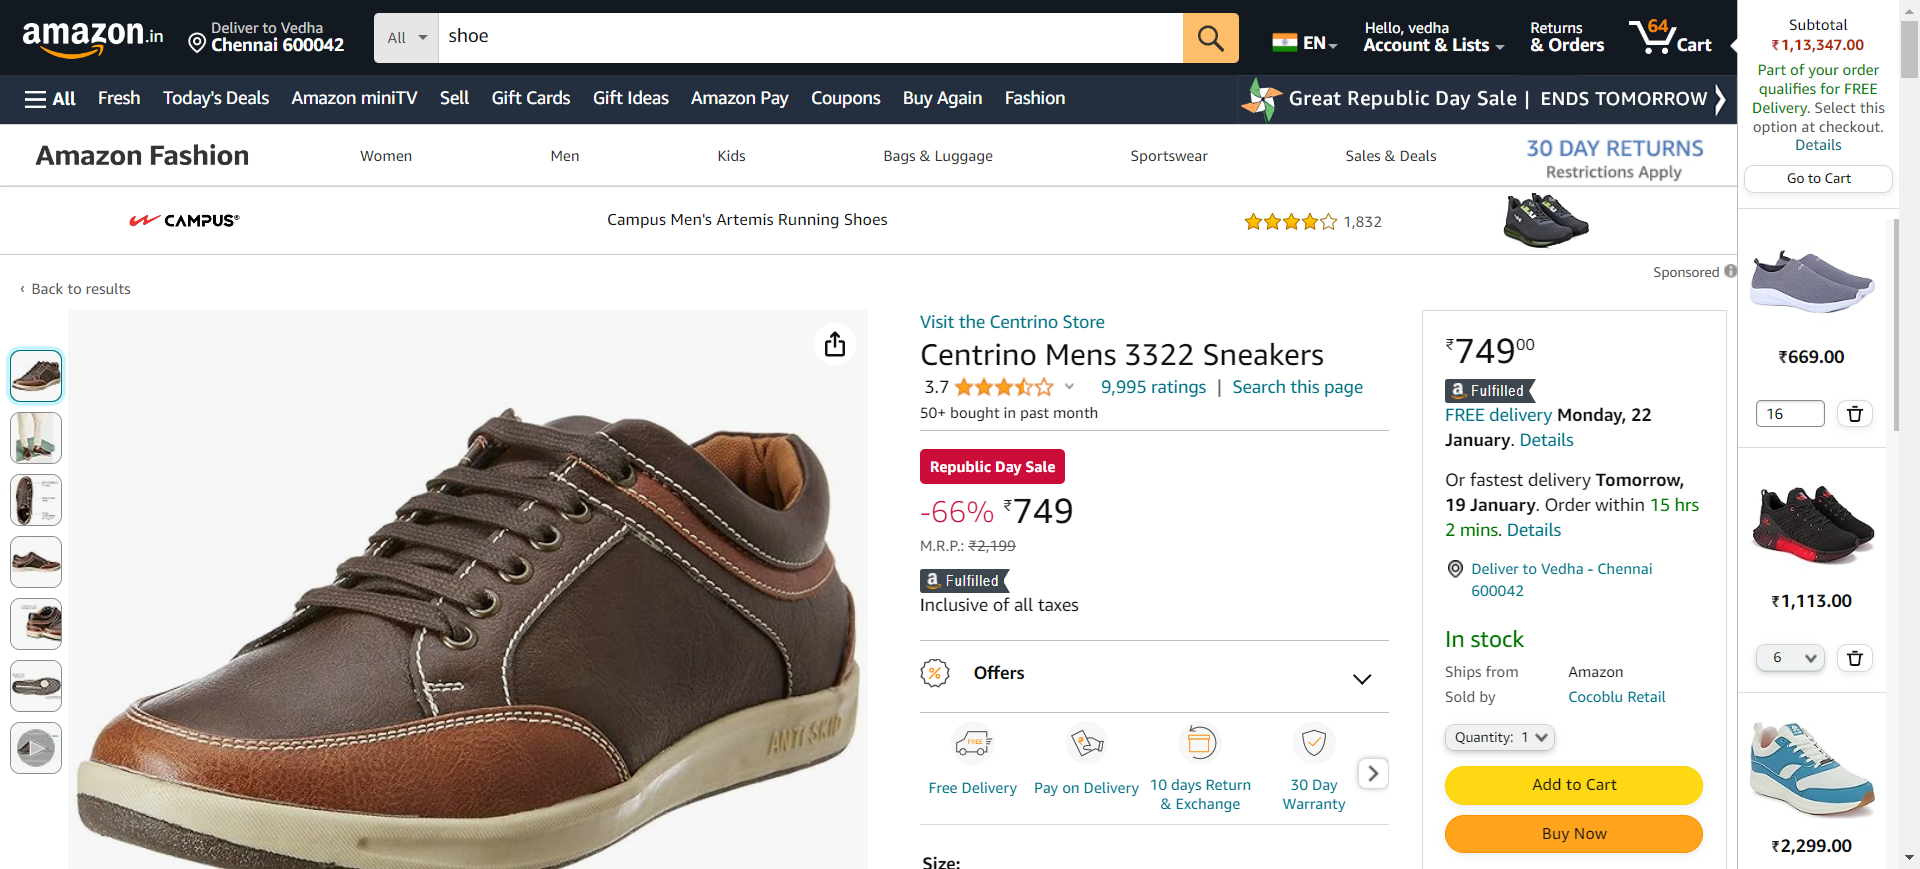 amazon.in
Deliver to Vedha
Chennai 600042
All
shoe
EN
Hello, vedha
Account & Lists
Returns
& Orders
64
Cart
Subtotal
₹1,13,347.00
Part of your order
qualifies for FREE
Delivery. Select this
option at checkout.
Details
Go to Cart
All
Fresh
Today's Deals
Amazon miniTV
Sell
Gift Cards
Gift Ideas
Amazon Pay
Coupons
Buy Again
Fashion
Great Republic Day Sale | ENDS TOMORROW
Amazon Fashion
Women
Men
Kids
Bags & Luggage
Sportswear
Sales & Deals
30 DAY RETURNS
Restrictions Apply
CAMPUS®
Campus Men's Artemis Running Shoes
1,832
Sponsored
‹ Back to results
Visit the Centrino Store
Centrino Mens 3322 Sneakers
3.7
9,995 ratings | Search this page
50+ bought in past month
Republic Day Sale
-66% ₹749
M.R.P.: ₹2,199
a Fulfilled
Inclusive of all taxes
Offers
FREE
Free Delivery
Pay on Delivery
10 days Return
& Exchange
30 Day
Warranty
Size:
ANTI SKID
₹74900
a Fulfilled
FREE delivery Monday, 22
January. Details
Or fastest delivery Tomorrow,
19 January. Order within 15 hrs
2 mins. Details
Deliver to Vedha - Chennai
600042
In stock
Ships from Amazon
Sold by Cocoblu Retail
Quantity: 1
Add to Cart
Buy Now
₹669.00
16
₹1,113.00
6
₹2,299.00